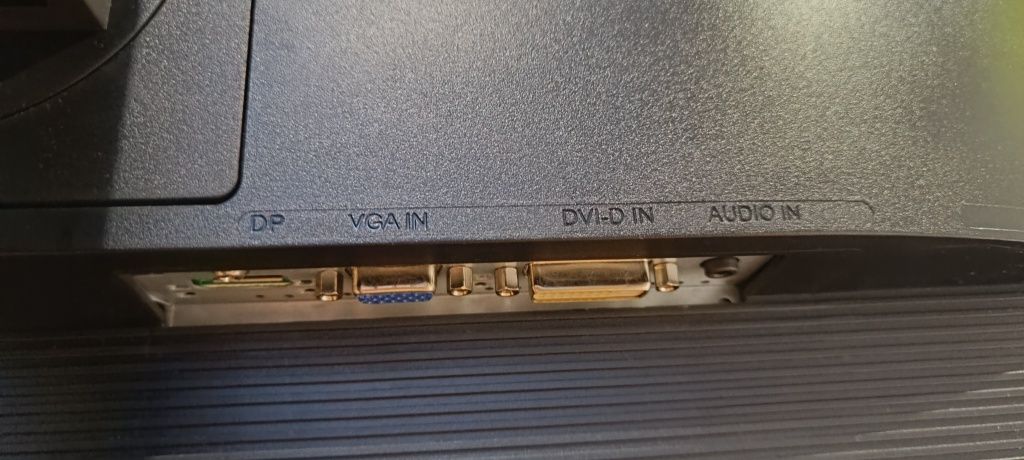 DP VGA IN DVI-D IN AUDIO IN